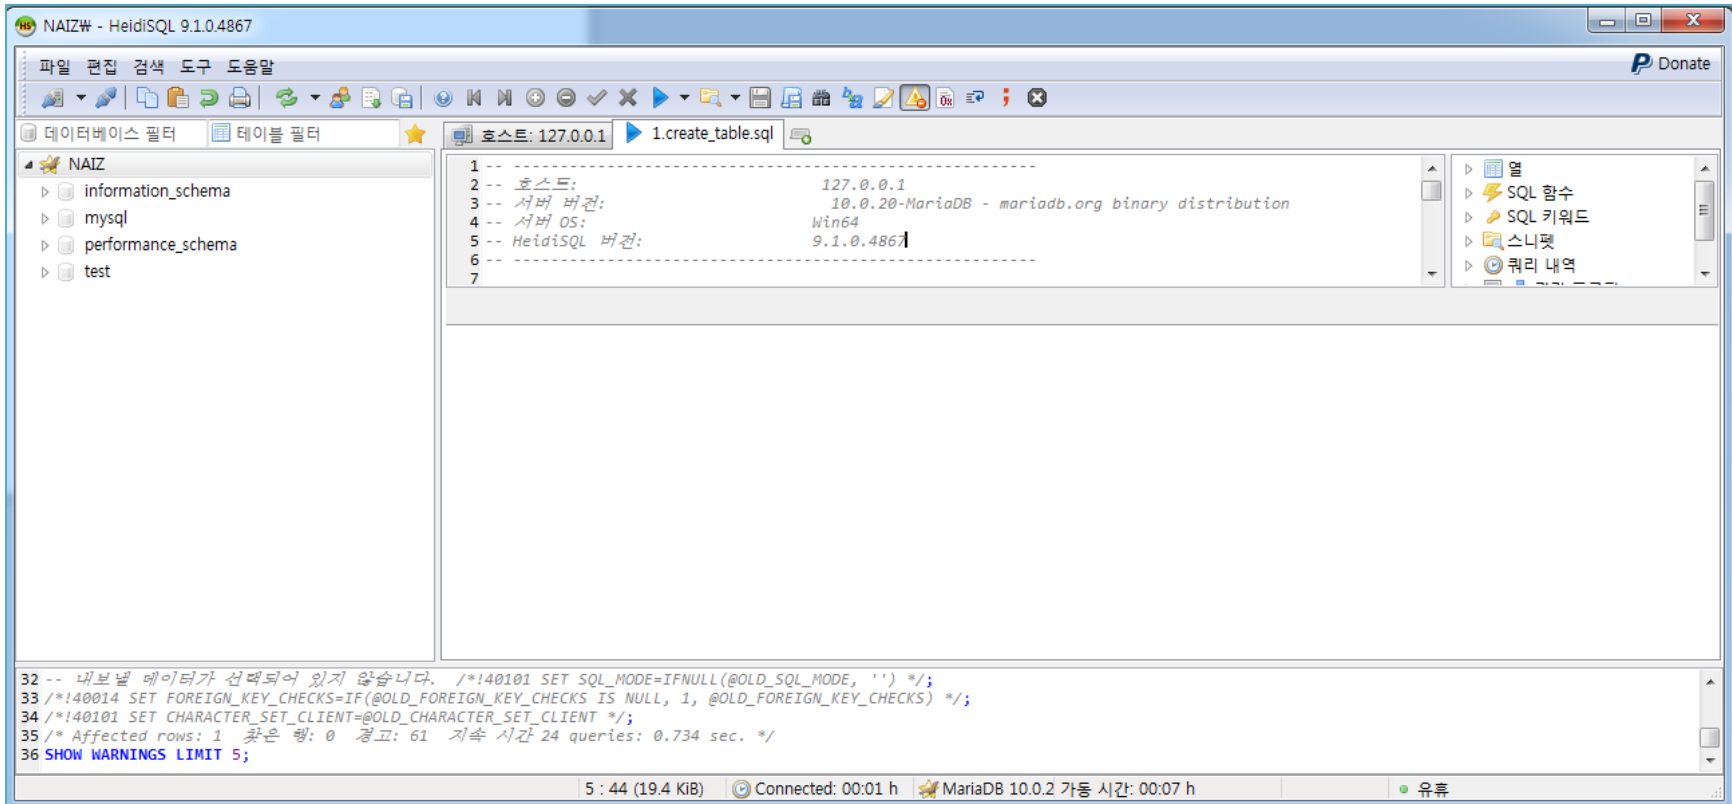 NAIZ₩ - HeidiSQL 9.1.0.4867
파일 편집 검색 도구 도움말
Donate
데이터베이스 필터
테이블 필터
호스트: 127.0.0.1
1.create_table.sql
NAIZ
information_schema
mysql
performance_schema
test
1 -- --------------------------------------------------------
2 -- 호스트: 127.0.0.1
3 -- 서버 버전: 10.0.20-MariaDB - mariadb.org binary distribution
4 -- 서버 OS: Win64
5 -- HeidiSQL 버전: 9.1.0.4867
6 -- --------------------------------------------------------
7
열
SQL 함수
SQL 키워드
스니펫
쿼리 내역
32 -- 내보낼 데이터가 선택되어 있지 않습니다. /*!40101 SET SQL_MODE=IFNULL(@OLD_SQL_MODE, '') */;
33 /*!40014 SET FOREIGN_KEY_CHECKS=IF(@OLD_FOREIGN_KEY_CHECKS IS NULL, 1, @OLD_FOREIGN_KEY_CHECKS) */;
34 /*!40101 SET CHARACTER_SET_CLIENT=@OLD_CHARACTER_SET_CLIENT */;
35 /* Affected rows: 1 찾은 행: 0 경고: 61 지속 시간 24 queries: 0.734 sec. */
36 SHOW WARNINGS LIMIT 5;
5 : 44 (19.4 KiB)
Connected: 00:01 h
MariaDB 10.0.2
가동 시간: 00:07 h
유휴